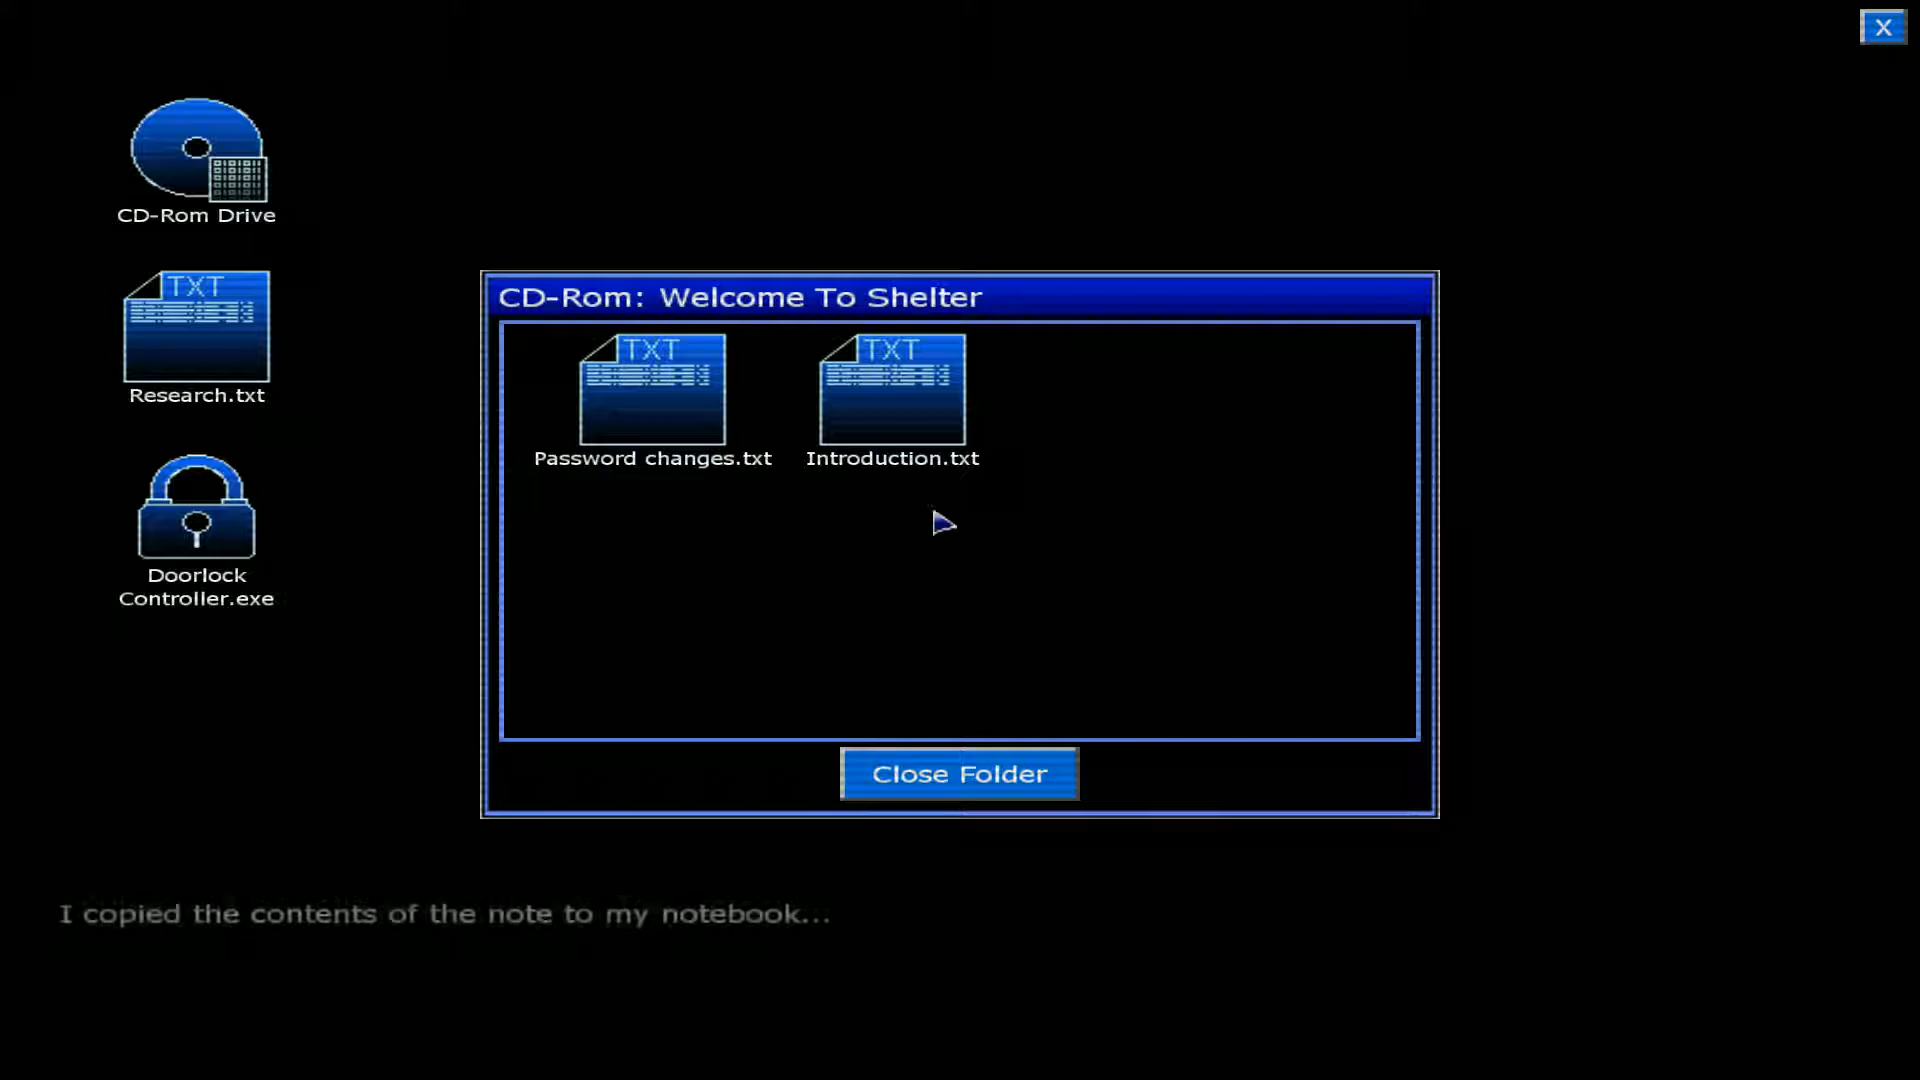 X
CD-Rom Drive
TXT
Research.txt
Doorlock
Controller.exe
CD-Rom: Welcome To Shelter
TXT
TXT
Password changes.txt
Introduction.txt
Close Folder
I copied the contents of the note to my notebook...